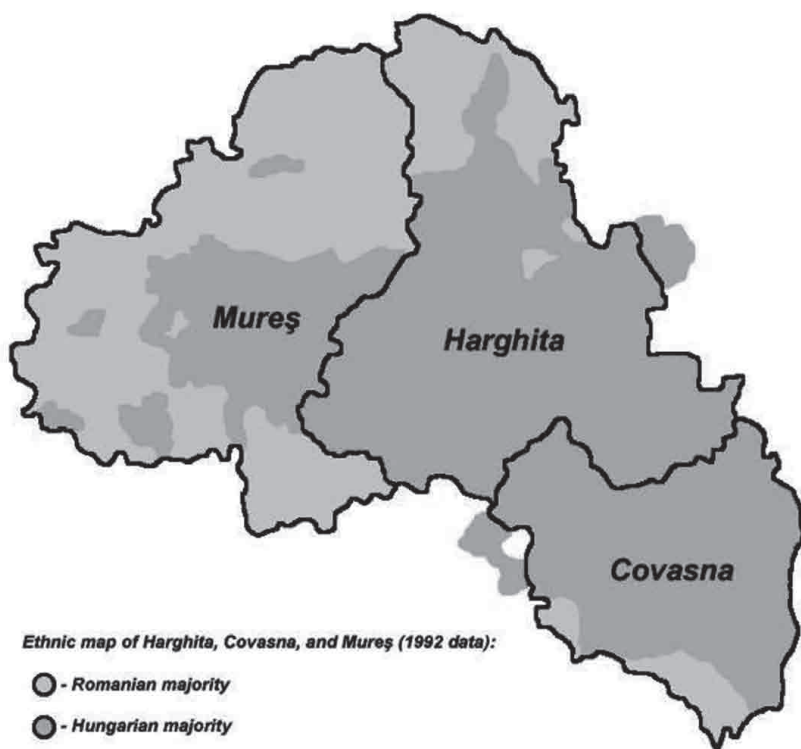 Mureş
Harghita
Covasna
Ethnic map of Harghita, Covasna, and Mureş (1992 data):
- Romanian majority
- Hungarian majority